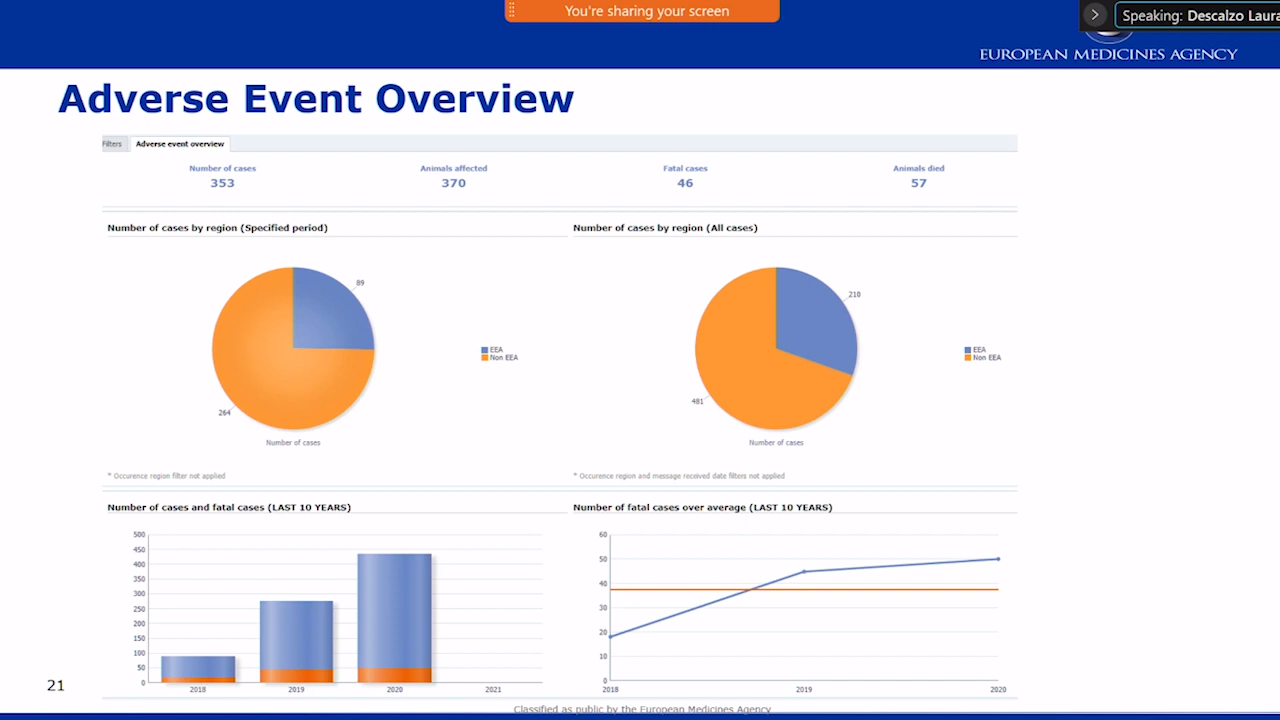 You're sharing your screen
Speaking: Descalzo Laura
EUROPEAN MEDICINES AGENCY
Adverse Event Overview
Filters Adverse event overview
Number of cases Animals affected Fatal cases Animals died
353 370 46 57
Number of cases by region (Specified period)
89
264
EEA
Non EEA
Number of cases
* Occurence region filter not applied
Number of cases by region (All cases)
210
481
EEA
Non EEA
Number of cases
* Occurence region and message received date filters not applied
Number of cases and fatal cases (LAST 10 YEARS)
500
450
400
350
300
250
200
150
100
50
0
2018 2019 2020 2021
Number of fatal cases over average (LAST 10 YEARS)
60
50
40
30
20
10
0
2018 2019 2020
21
Classified as public by the European Medicines Agency